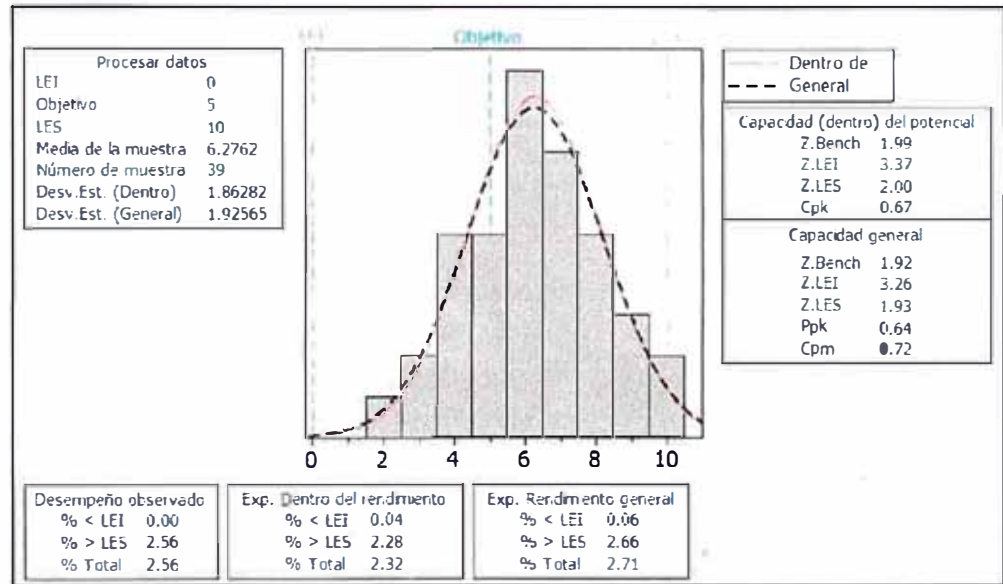 Objetivo
Procesar datos
LEI 0
Objetivo 5
LES 10
Media de la muestra 6.2762
Número de muestra 39
Desv.Est. (Dentro) 1.86282
Desv.Est. (General) 1.92565
Dentro de
General
Capacidad (dentro) del potencial
Z.Bench 1.99
Z.LEI 3.37
Z.LES 2.00
Cpk 0.67
Capacidad general
Z.Bench 1.92
Z.LEI 3.26
Z.LES 1.93
Ppk 0.64
Cpm 0.72
0 2 4 6 8 10
Desempeño observado
% < LEI 0.00
% > LES 2.56
% Total 2.56
Exp. Dentro del rendimiento
% < LEI 0.04
% > LES 2.28
% Total 2.32
Exp. Rendimiento general
% < LEI 0.06
% > LES 2.66
% Total 2.71